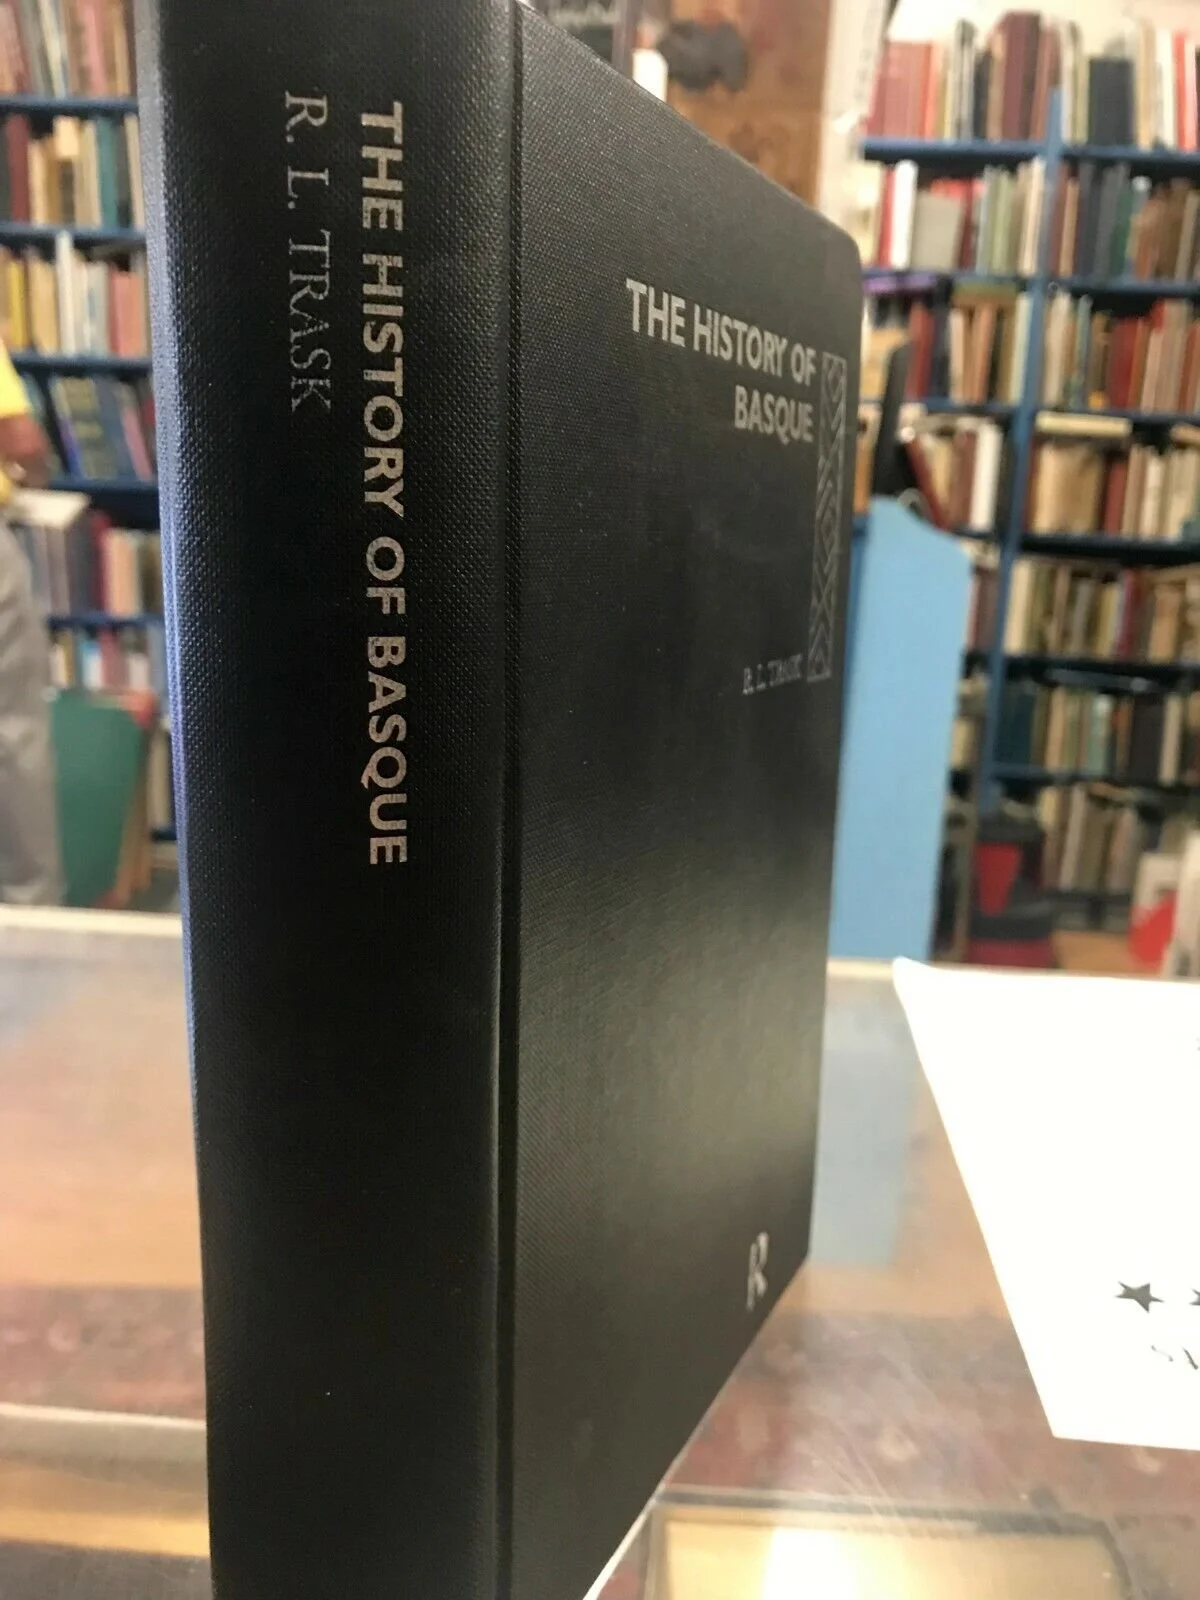 THE HISTORY OF BASQUE
R. L. TRASK
THE HISTORY OF
BASQUE
R. L. TRASK
R